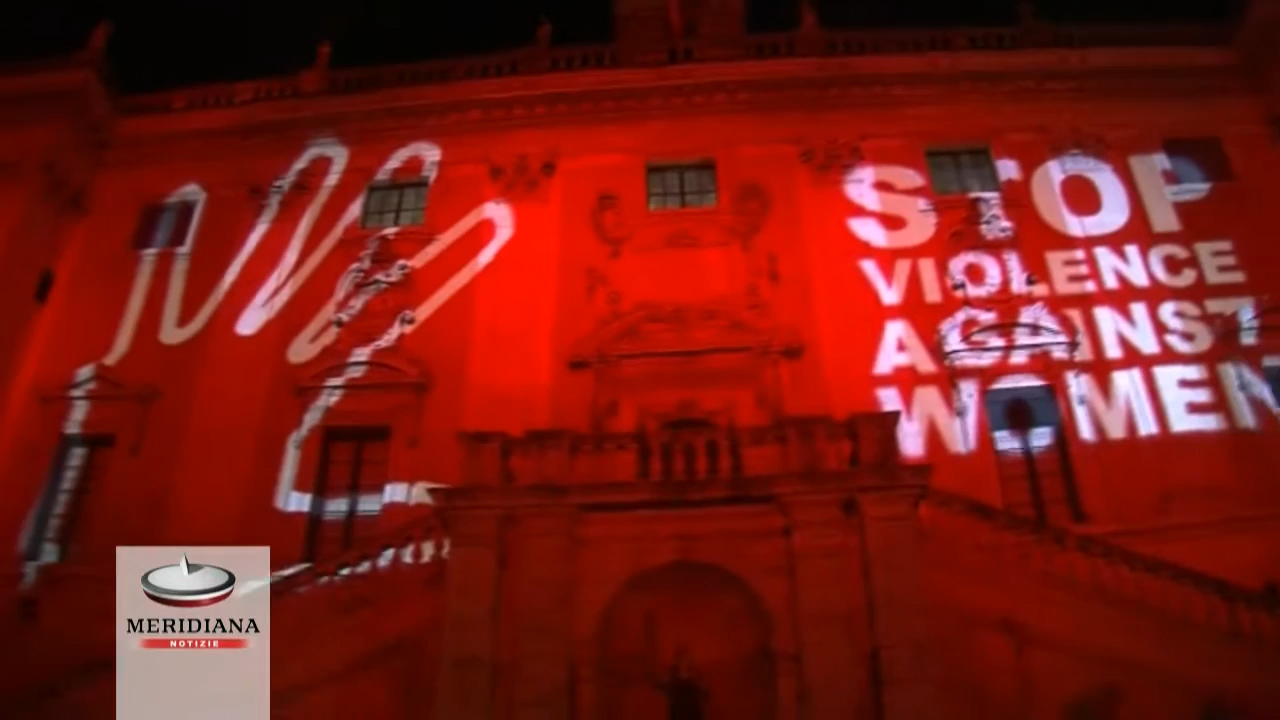 STOP
VIOLENCE
AGAINST
WOMEN
MERIDIANA
NOTIZIE